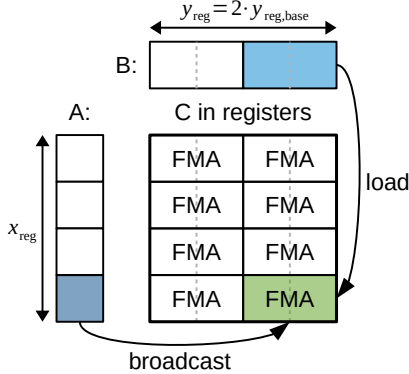 y_reg = 2 · y_reg,base
B:
A:
C in registers
FMA FMA
FMA FMA
x_reg
load
FMA FMA
FMA FMA
broadcast